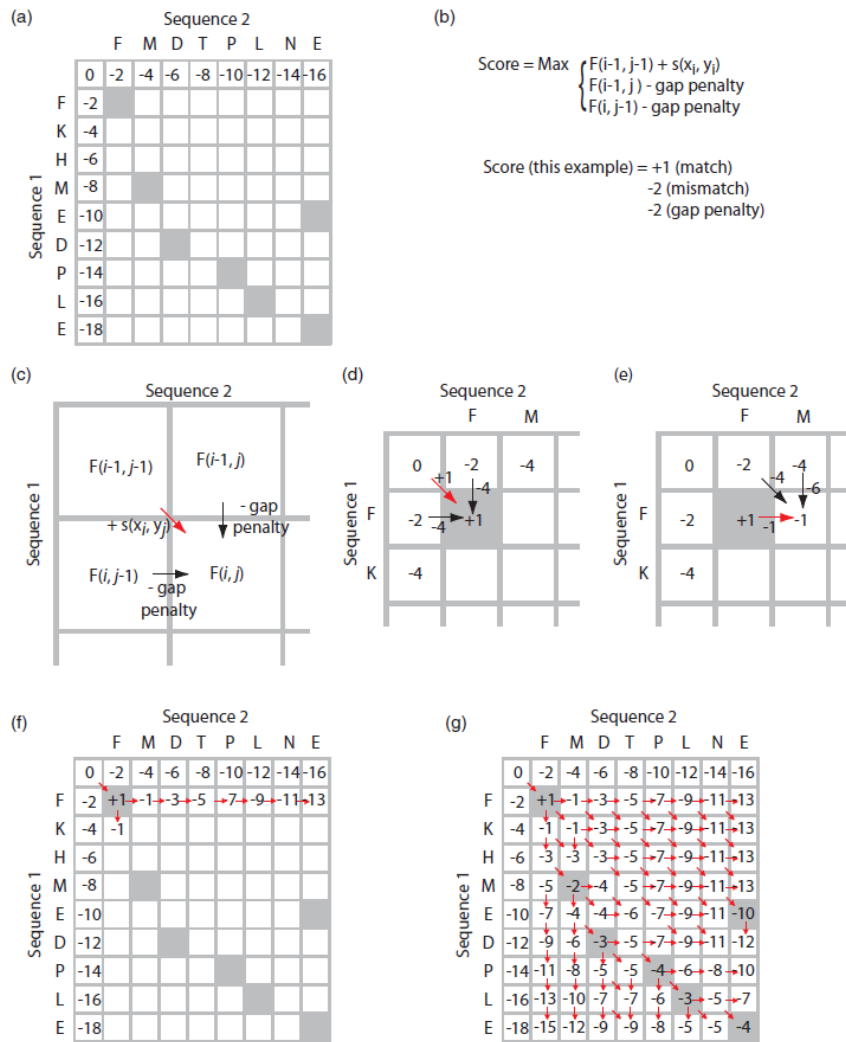 (a)
Sequence 2
F M D T P L N E
0 -2 -4 -6 -8 -10 -12 -14 -16
F -2
K -4
H -6
M -8
E -10
D -12
P -14
L -16
E -18
Sequence 1
(b)
Score = Max { F(i-1, j-1) + s(xi, yi)
F(i-1, j ) - gap penalty
F(i, j-1) - gap penalty
Score (this example) = +1 (match)
-2 (mismatch)
-2 (gap penalty)
(c)
Sequence 2
Sequence 1
F(i-1, j-1)
F(i-1, j)
+ s(xi, yj)
- gap
penalty
F(i, j-1)
F(i, j)
- gap
penalty
(d)
Sequence 2
F M
Sequence 1
0 -2 -4
+1 -4
F -2 -4 +1
K -4
(e)
Sequence 2
F M
Sequence 1
0 -2 -4
-4 -6
F -2 +1 -1 -1
K -4
(f)
Sequence 2
F M D T P L N E
0 -2 -4 -6 -8 -10 -12 -14 -16
F -2 +1 -1 -3 -5 -7 -9 -11 -13
K -4 -1
H -6
M -8
E -10
D -12
P -14
L -16
E -18
Sequence 1
(g)
Sequence 2
F M D T P L N E
0 -2 -4 -6 -8 -10 -12 -14 -16
F -2 +1 -1 -3 -5 -7 -9 -11 -13
K -4 -1 -1 -3 -5 -7 -9 -11 -13
H -6 -3 -3 -3 -5 -7 -9 -11 -13
M -8 -5 -2 -4 -5 -7 -9 -11 -13
E -10 -7 -4 -4 -6 -7 -9 -11 -10
D -12 -9 -6 -3 -5 -7 -9 -11 -12
P -14 -11 -8 -5 -5 -4 -6 -8 -10
L -16 -13 -10 -7 -7 -6 -3 -5 -7
E -18 -15 -12 -9 -9 -8 -5 -5 -4
Sequence 1